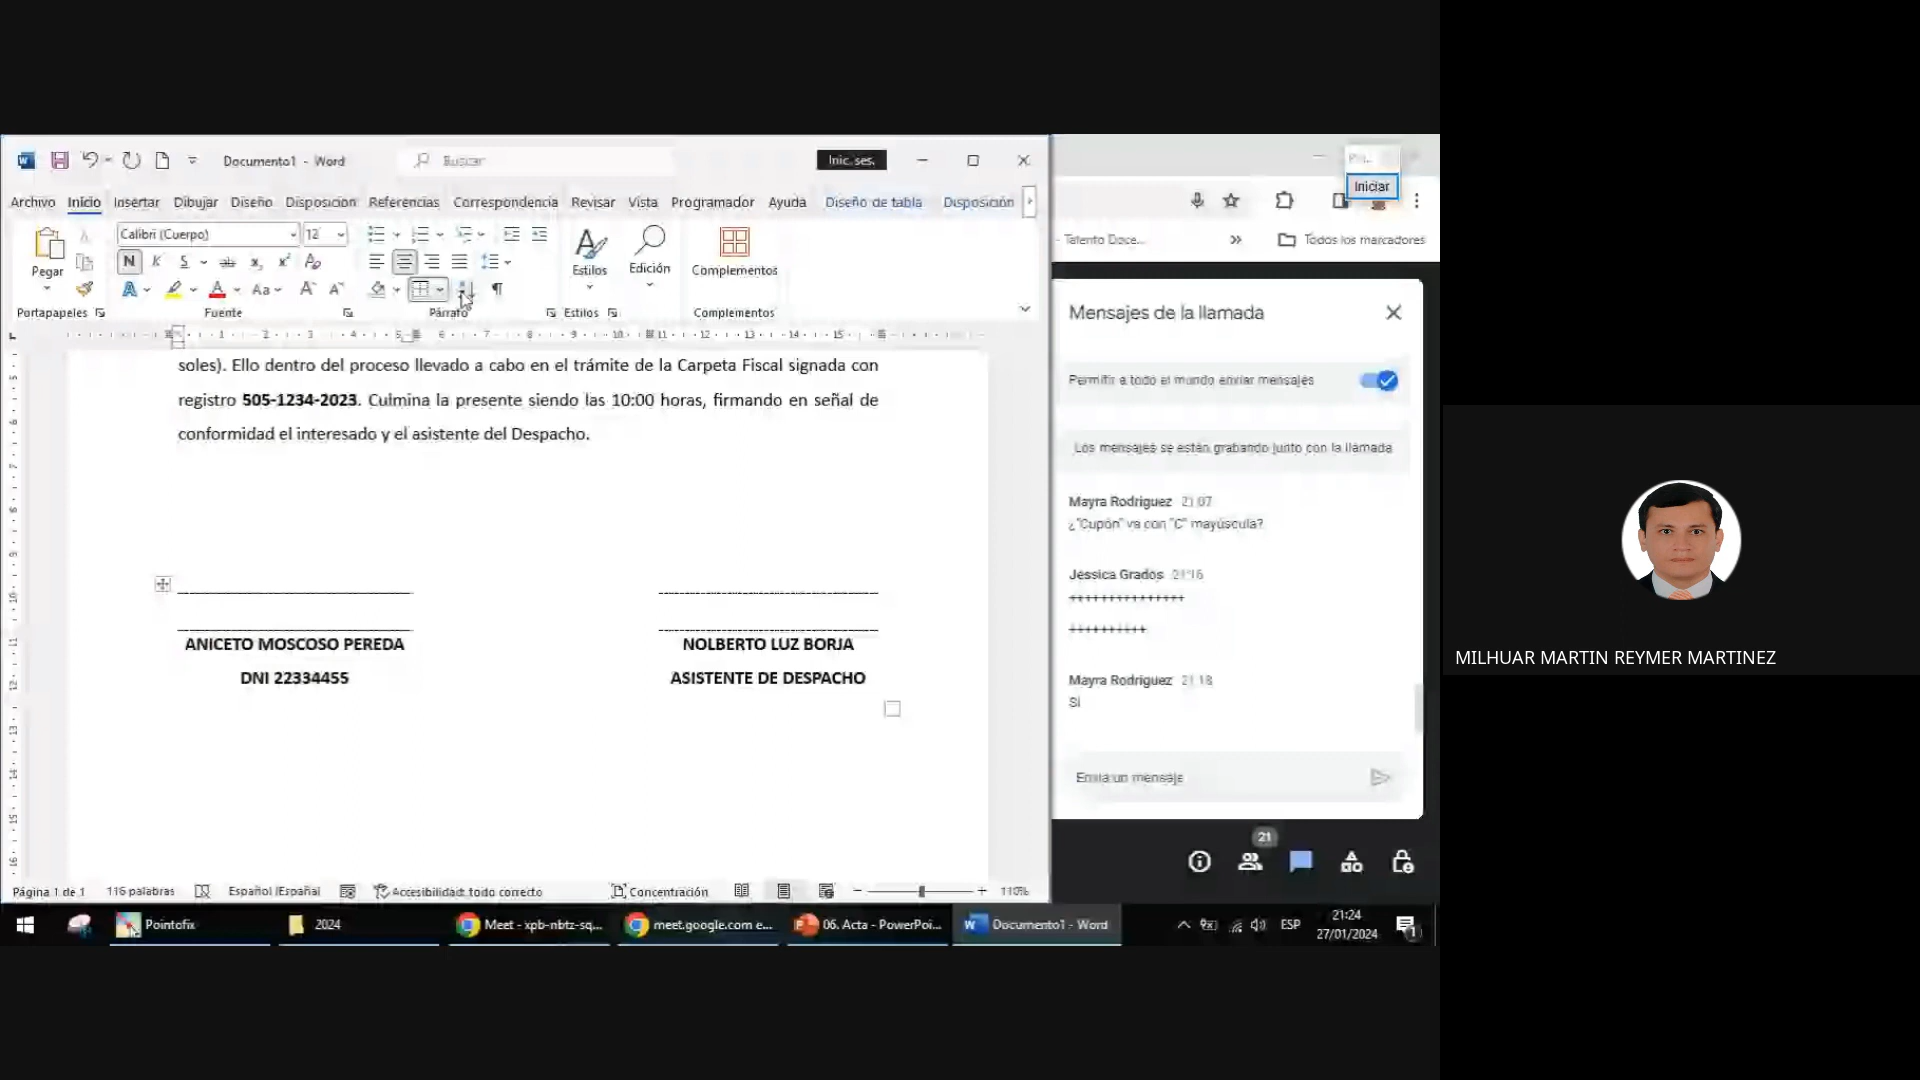 Documento1 - Word
Buscar
Inic. ses.
Archivo Inicio Insertar Dibujar Diseño Disposición Referencias Correspondencia Revisar Vista Programador Ayuda Diseño de tabla Disposición
Pegar
Calibri (Cuerpo) 12
N K S ab x₂ x² A
A A Aa A A
Estilos
Edición
Complementos
Portapapeles Fuente Párrafo Estilos Complementos
soles). Ello dentro del proceso llevado a cabo en el trámite de la Carpeta Fiscal signada con
registro 505-1234-2023. Culmina la presente siendo las 10:00 horas, firmando en señal de
conformidad el interesado y el asistente del Despacho.
ANICETO MOSCOSO PEREDA
DNI 22334455
NOLBERTO LUZ BORJA
ASISTENTE DE DESPACHO
Página 1 de 1 116 palabras Español (España) Accesibilidad: todo correcto Concentración 110%
Iniciar
- Talento Doce...
Todos los marcadores
Mensajes de la llamada
Permitir a todo el mundo enviar mensajes
Los mensajes se están grabando junto con la llamada
Mayra Rodriguez 21:07
¿"Cupón" va con "C" mayúscula?
Jessica Grados 21:16
+++++++++++++++
++++++++++
Mayra Rodriguez 21:18
Si
Envía un mensaje
21
Pointofix
2024
Meet - xpb-nbtz-sq...
meet.google.com e...
06. Acta - PowerPoi...
Documento1 - Word
ESP
21:24
27/01/2024
1
MILHUAR MARTIN REYMER MARTINEZ